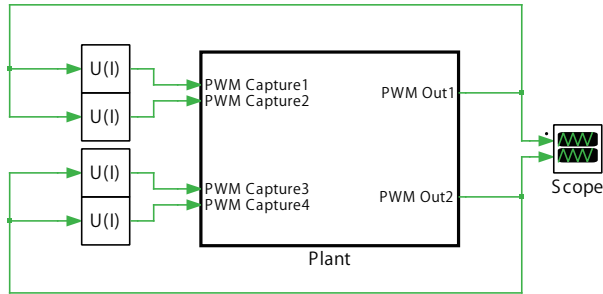 U(I)
U(I)
U(I)
U(I)
PWM Capture1
PWM Capture2
PWM Capture3
PWM Capture4
PWM Out1
PWM Out2
Plant
Scope